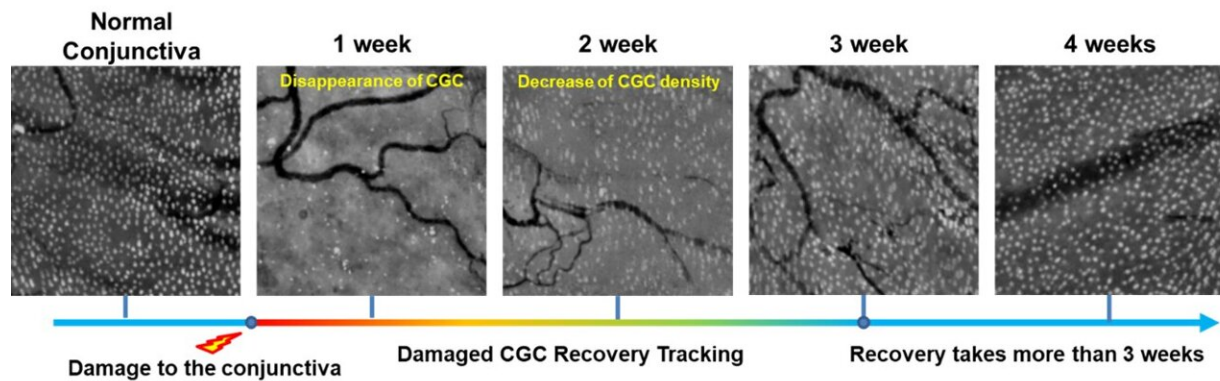 Normal
Conjunctiva
1 week
2 week
3 week
4 weeks
Disappearance of CGC
Decrease of CGC density
Damage to the conjunctiva
Damaged CGC Recovery Tracking
Recovery takes more than 3 weeks